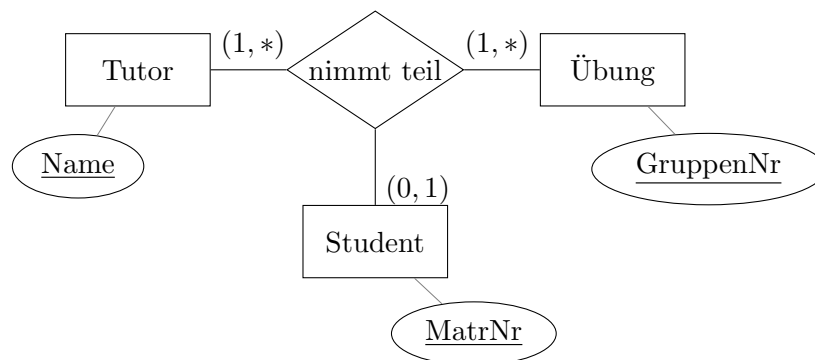 (1, ∗)
(1, ∗)
Tutor
nimmt teil
Übung
Name
GruppenNr
(0, 1)
Student
MatrNr